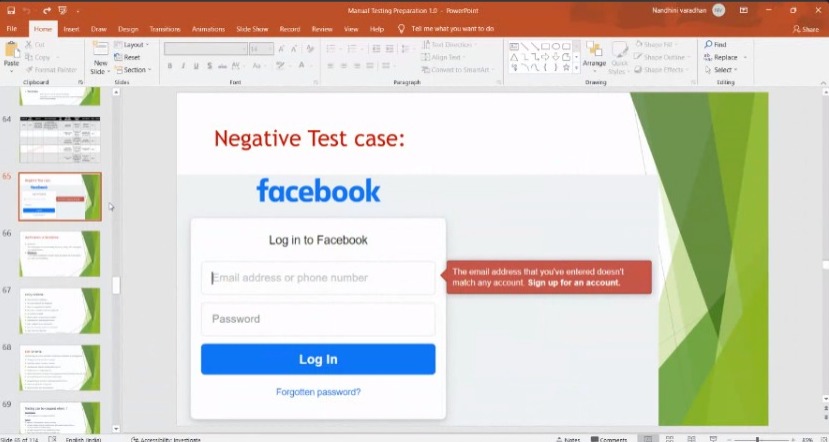 Manual Testing Preparation 1.0 - PowerPoint
Nandhini varadhan
File Home Insert Draw Design Transitions Animations Slide Show Record Review View Help Tell me what you want to do
Share
Paste
Cut
Copy
Format Painter
New
Slide
Layout
Reset
Section
Text Direction
Align Text
Convert to SmartArt
Arrange
Quick
Styles
Shape Fill
Shape Outline
Shape Effects
Find
Replace
Select
Clipboard
Slides
Font
Paragraph
Drawing
Editing
64
65
66
67
68
69
Negative Test case:
facebook
Log in to Facebook
Email address or phone number
The email address that you've entered doesn't
match any account. Sign up for an account.
Password
Log In
Forgotten password?
English (India)
Accessibility: Investigate
Notes
Comments